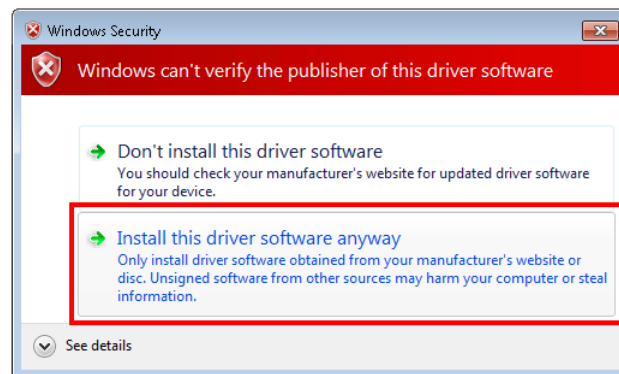 Windows Security
Windows can't verify the publisher of this driver software
Don't install this driver software
You should check your manufacturer's website for updated driver software
for your device.
Install this driver software anyway
Only install driver software obtained from your manufacturer's website or
disc. Unsigned software from other sources may harm your computer or steal
information.
See details